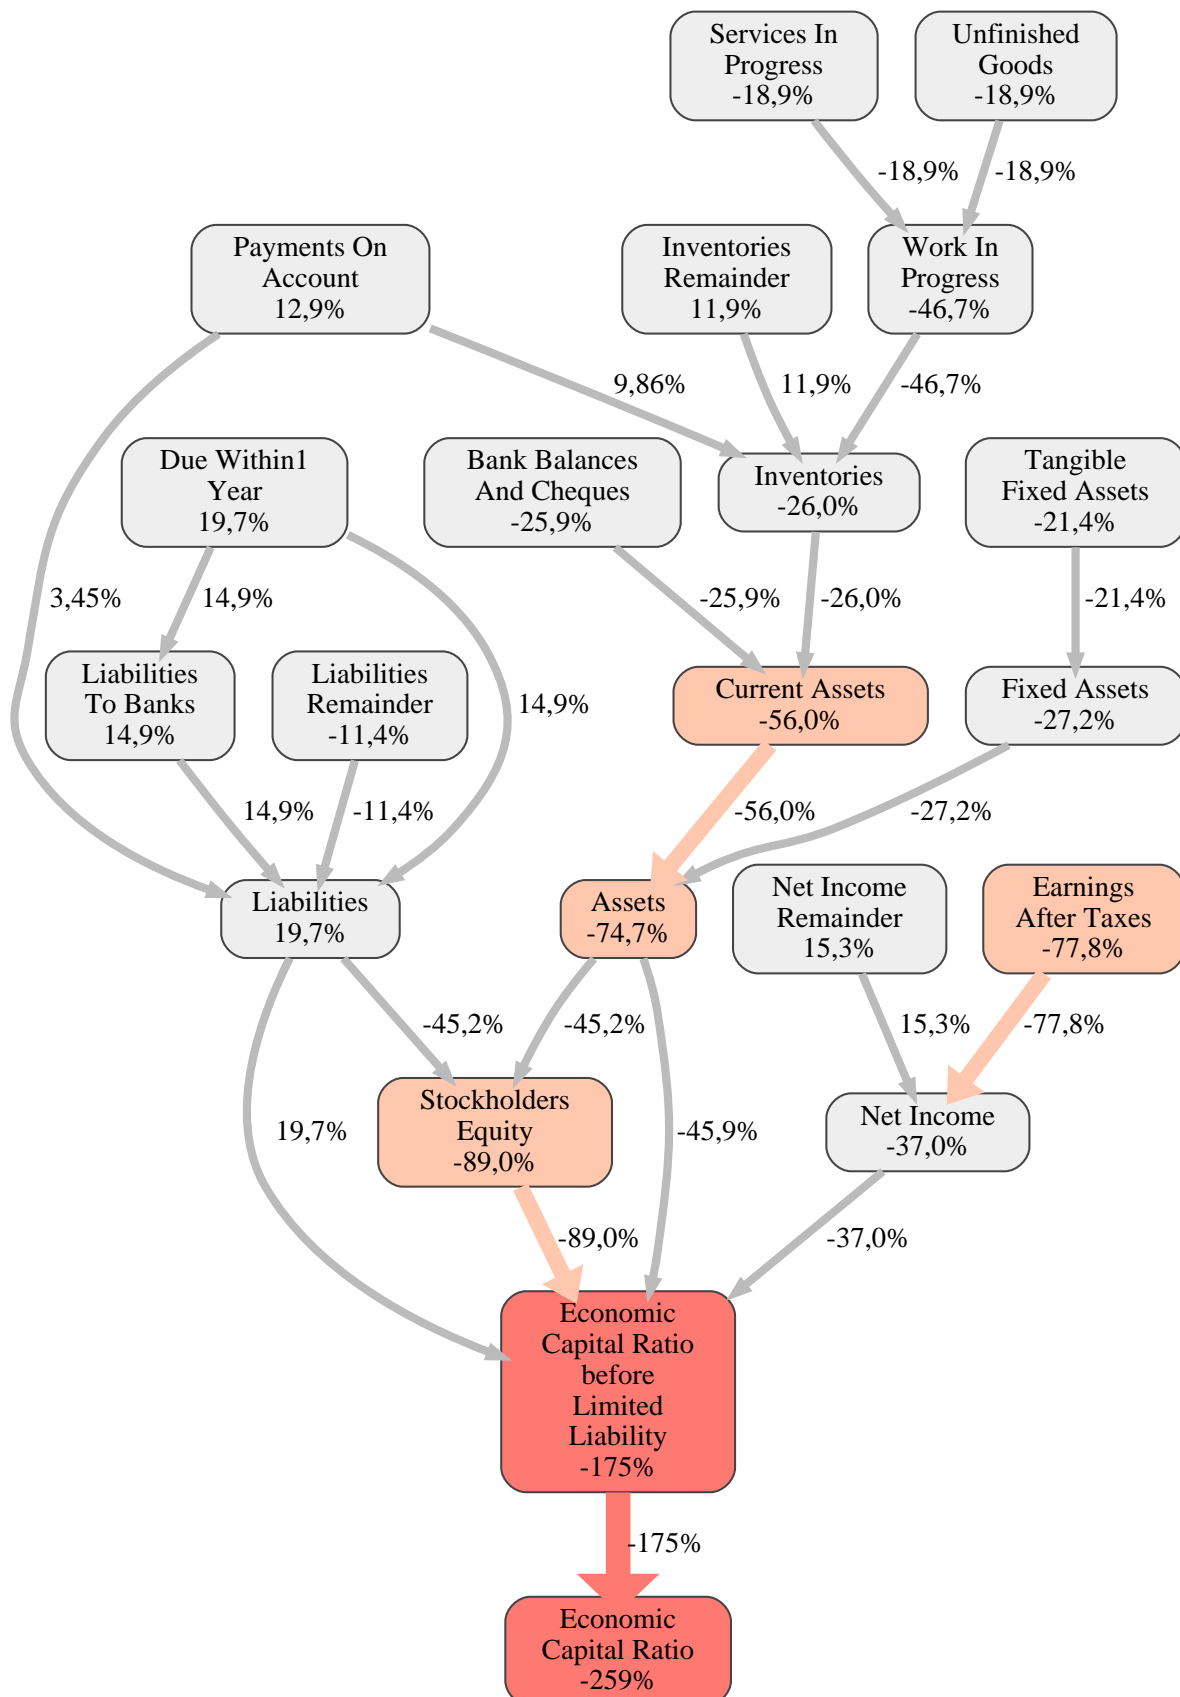 Services In
Progress
-18,9%
Unfinished
Goods
-18,9%
-18,9%
-18,9%
Payments On
Account
12,9%
Inventories
Remainder
11,9%
Work In
Progress
-46,7%
9,86%
11,9%
-46,7%
Due Within1
Year
19,7%
Bank Balances
And Cheques
-25,9%
Inventories
-26,0%
Tangible
Fixed Assets
-21,4%
3,45%
14,9%
-25,9%
-26,0%
-21,4%
Liabilities
To Banks
14,9%
Liabilities
Remainder
-11,4%
14,9%
Current Assets
-56,0%
Fixed Assets
-27,2%
14,9%
-11,4%
-56,0%
-27,2%
Liabilities
19,7%
Assets
-74,7%
Net Income
Remainder
15,3%
Earnings
After Taxes
-77,8%
-45,2%
-45,2%
15,3%
-77,8%
Stockholders
Equity
-89,0%
19,7%
-45,9%
Net Income
-37,0%
-89,0%
-37,0%
Economic
Capital Ratio
before
Limited
Liability
-175%
-175%
Economic
Capital Ratio
-259%